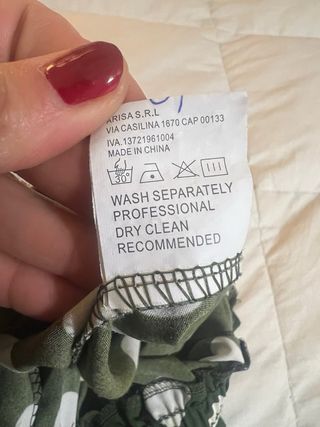 ARISA S.R.L
VIA CASILINA 1670 CAP 00133
IVA.13721961004
MADE IN CHINA
30°
WASH SEPARATELY
PROFESSIONAL
DRY CLEAN
RECOMMENDED